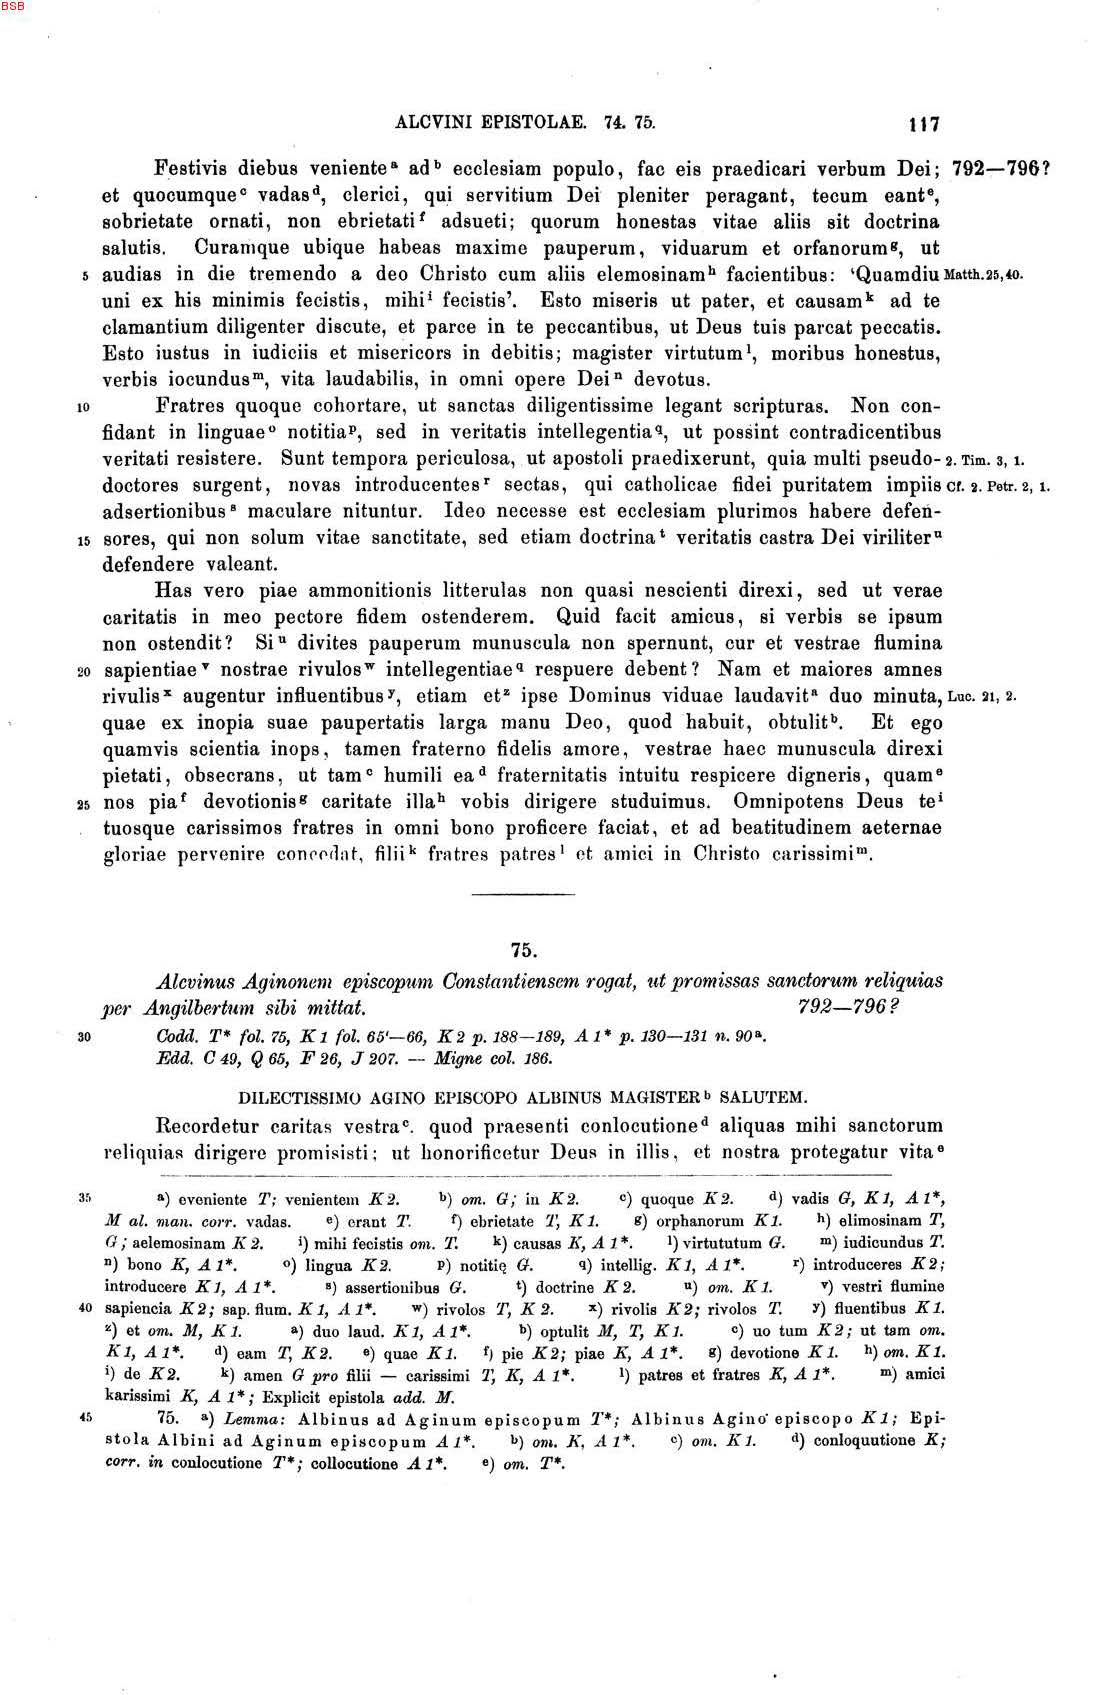 BSB
ALCVINI EPISTOLAE. 74. 75. 117
Festivis diebus veniente a ad b ecclesiam populo, fac eis praedicari verbum Dei; 792—796?
et quocumque c vadas d, clerici, qui servitium Dei pleniter peragant, tecum eant e,
sobrietate ornati, non ebrietati f adsueti; quorum honestas vitae aliis sit doctrina
salutis. Curamque ubique habeas maxime pauperum, viduarum et orfanorum g, ut
5 audias in die tremendo a deo Christo cum aliis elemosinam h facientibus: ‘Quamdiu Matth. 25, 40.
uni ex his minimis fecistis, mihi i fecistis’. Esto miseris ut pater, et causam k ad te
clamantium diligenter discute, et parce in te peccantibus, ut Deus tuis parcat peccatis.
Esto iustus in iudiciis et misericors in debitis; magister virtutum l, moribus honestus,
verbis iocundus m, vita laudabilis, in omni opere Dei n devotus.
10 Fratres quoque cohortare, ut sanctas diligentissime legant scripturas. Non con-
fidant in linguae o notitia p, sed in veritatis intellegentia q, ut possint contradicentibus
veritati resistere. Sunt tempora periculosa, ut apostoli praedixerunt, quia multi pseudo- 2. Tim. 3, 1.
doctores surgent, novas introducentes r sectas, qui catholicae fidei puritatem impiis Cf. 2. Petr. 2, 1.
adsertionibus s maculare nituntur. Ideo necesse est ecclesiam plurimos habere defen-
15 sores, qui non solum vitae sanctitate, sed etiam doctrina t veritatis castra Dei viriliter u
defendere valeant.
Has vero piae ammonitionis litterulas non quasi nescienti direxi, sed ut verae
caritatis in meo pectore fidem ostenderem. Quid facit amicus, si verbis se ipsum
non ostendit? Si u divites pauperum munuscula non spernunt, cur et vestrae flumina
20 sapientiae v nostrae rivulos w intellegentiae q respuere debent? Nam et maiores amnes
rivulis x augentur influentibus y, etiam et z ipse Dominus viduae laudavit a duo minuta, Luc. 21, 2.
quae ex inopia suae paupertatis larga manu Deo, quod habuit, obtulit b. Et ego
quamvis scientia inops, tamen fraterno fidelis amore, vestrae haec munuscula direxi
pietati, obsecrans, ut tam c humili ea d fraternitatis intuitu respicere digneris, quam e
25 nos pia f devotionis g caritate illa h vobis dirigere studuimus. Omnipotens Deus te i
tuosque carissimos fratres in omni bono proficere faciat, et ad beatitudinem aeternae
gloriae pervenire concedat, filii k fratres patres l et amici in Christo carissimi m.
75.
Alcvinus Aginonem episcopum Constantiensem rogat, ut promissas sanctorum reliquias
per Angilbertum sibi mittat. 792—796?
30 Codd. T* fol. 75, K 1 fol. 65'—66, K 2 p. 188—189, A 1* p. 130—131 n. 90 a.
Edd. C 49, Q 65, F 26, J 207. — Migne col. 186.
DILECTISSIMO AGINO EPISCOPO ALBINUS MAGISTER b SALUTEM.
Recordetur caritas vestra c. quod praesenti conlocutione d aliquas mihi sanctorum
reliquias dirigere promisisti; ut honorificetur Deus in illis, et nostra protegatur vita e
35 a) eveniente T; venientem K 2. b) om. G; in K 2. c) quoque K 2. d) vadis G, K 1, A 1*,
M al. man. corr. vadas. e) erant T. f) ebrietate T, K 1. g) orphanorum K 1. h) elimosinam T,
G; aelemosinam K 2. i) mihi fecistis om. T. k) causas K, A 1*. l) virtututum G. m) iudicundus T.
n) bono K, A 1*. o) lingua K 2. p) notitię G. q) intellig. K 1, A 1*. r) introduceres K 2;
introducere K 1, A 1*. s) assertionibus G. t) doctrine K 2. u) om. K 1. v) vestri flumine
40 sapiencia K 2; sap. flum. K 1, A 1*. w) rivolos T, K 2. x) rivolis K 2; rivolos T. y) fluentibus K 1.
z) et om. M, K 1. a) duo laud. K 1, A 1*. b) optulit M, T, K 1. c) uo tum K 2; ut tam om.
K 1, A 1*. d) eam T, K 2. e) quae K 1. f) pie K 2; piae K, A 1*. g) devotione K 1. h) om. K 1.
i) de K 2. k) amen G pro filii — carissimi T, K, A 1*. l) patres et fratres K, A 1*. m) amici
karissimi K, A 1*; Explicit epistola add. M.
45 75. a) Lemma: Albinus ad Aginum episcopum T*; Albinus Agino episcopo K 1; Epi-
stola Albini ad Aginum episcopum A 1*. b) om. K, A 1*. c) om. K 1. d) conloquutione K;
corr. in conlocutione T*; collocutione A 1*. e) om. T*.